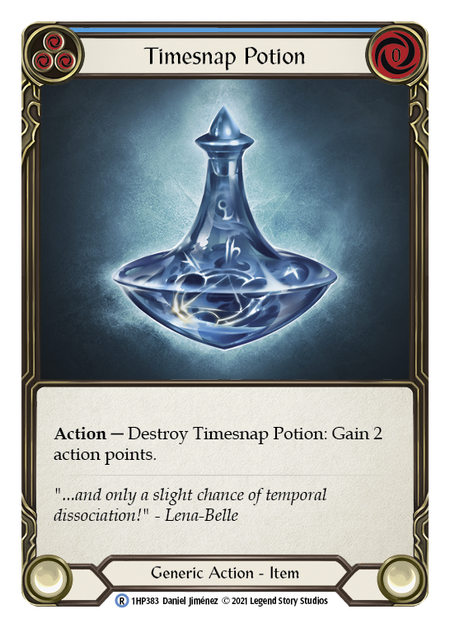 Timesnap Potion
0
Action — Destroy Timesnap Potion: Gain 2
action points.
"...and only a slight chance of temporal
dissociation!" - Lena-Belle
Generic Action - Item
R 1HP383 Daniel Jiménez © 2021 Legend Story Studios